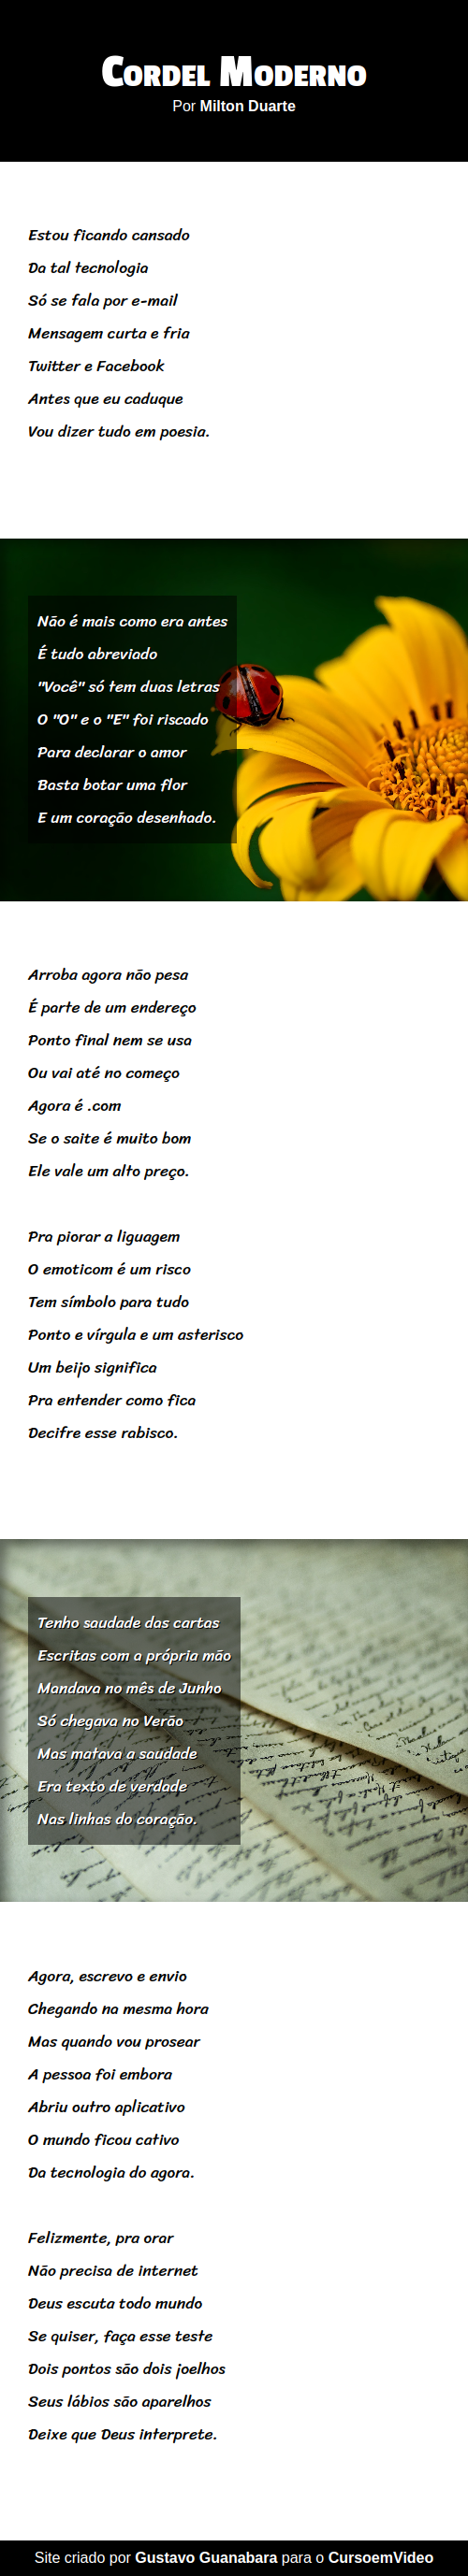 Cordel Moderno
Por Milton Duarte
Estou ficando cansado
Da tal tecnologia
Só se fala por e-mail
Mensagem curta e fria
Twitter e Facebook
Antes que eu caduque
Vou dizer tudo em poesia.
Não é mais como era antes
É tudo abreviado
"Você" só tem duas letras
O "O" e o "E" foi riscado
Para declarar o amor
Basta botar uma flor
E um coração desenhado.
Arroba agora não pesa
É parte de um endereço
Ponto final nem se usa
Ou vai até no começo
Agora é .com
Se o saite é muito bom
Ele vale um alto preço.
Pra piorar a liguagem
O emoticom é um risco
Tem símbolo para tudo
Ponto e vírgula e um asterisco
Um beijo significa
Pra entender como fica
Decifre esse rabisco.
Tenho saudade das cartas
Escritas com a própria mão
Mandava no mês de Junho
Só chegava no Verão
Mas matava a saudade
Era texto de verdade
Nas linhas do coração.
Agora, escrevo e envio
Chegando na mesma hora
Mas quando vou prosear
A pessoa foi embora
Abriu outro aplicativo
O mundo ficou cativo
Da tecnologia do agora.
Felizmente, pra orar
Não precisa de internet
Deus escuta todo mundo
Se quiser, faça esse teste
Dois pontos são dois joelhos
Seus lábios são aparelhos
Deixe que Deus interprete.
Site criado por Gustavo Guanabara para o CursoemVideo